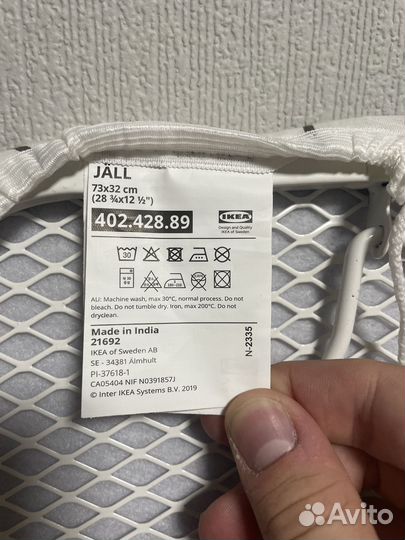 JÄLL
73x32 cm
(28 ¾x12 ½")
402.428.89
IKEA
Design and Quality
IKEA of Sweden
30
AU: Machine wash, max 30°C, normal process. Do not
bleach. Do not tumble dry. Iron, max 200°C. Do not
dryclean.
Made in India
21692
IKEA of Sweden AB
SE - 34381 Älmhult
PI-37618-1
CA05404 NIF N0391857J
© Inter IKEA Systems B.V. 2019
N-2335
Avito